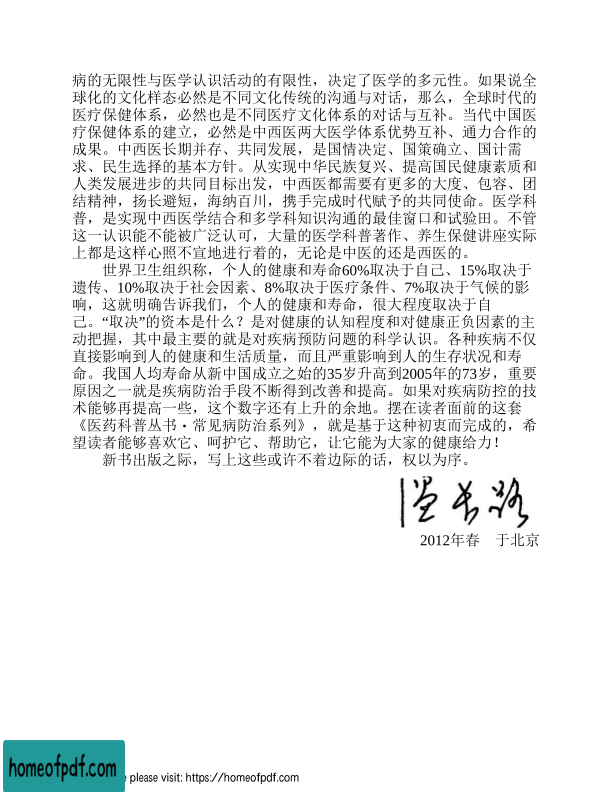 病的无限性与医学认识活动的有限性，决定了医学的多元性。如果说全
球化的文化样态必然是不同文化传统的沟通与对话，那么，全球时代的
医疗保健体系，必然也是不同医疗文化体系的对话与互补。当代中国医
疗保健体系的建立，必然是中西医两大医学体系优势互补、通力合作的
成果。中西医长期并存、共同发展，是国情决定、国策确立、国计需
求、民生选择的基本方针。从实现中华民族复兴、提高国民健康素质和
人类发展进步的共同目标出发，中西医都需要有更多的大度、包容、团
结精神，扬长避短，海纳百川，携手完成时代赋予的共同使命。医学科
普，是实现中西医学结合和多学科知识沟通的最佳窗口和试验田。不管
这一认识能不能被广泛认可，大量的医学科普著作、养生保健讲座实际
上都是这样心照不宣地进行着的，无论是中医的还是西医的。
世界卫生组织称，个人的健康和寿命60%取决于自己、15%取决于
遗传、10%取决于社会因素、8%取决于医疗条件、7%取决于气候的影
响，这就明确告诉我们，个人的健康和寿命，很大程度取决于自
己。“取决”的资本是什么？是对健康的认知程度和对健康正负因素的主
动把握，其中最主要的就是对疾病预防问题的科学认识。各种疾病不仅
直接影响到人的健康和生活质量，而且严重影响到人的生存状况和寿
命。我国人均寿命从新中国成立之始的35岁升高到2005年的73岁，重要
原因之一就是疾病防治手段不断得到改善和提高。如果对疾病防控的技
术能够再提高一些，这个数字还有上升的余地。摆在读者面前的这套
《医药科普丛书·常见病防治系列》，就是基于这种初衷而完成的，希
望读者能够喜欢它、呵护它、帮助它，让它能为大家的健康给力！
新书出版之际，写上这些或许不着边际的话，权以为序。
温长路
2012年春　于北京
homeofpdf.com
please visit: https://homeofpdf.com